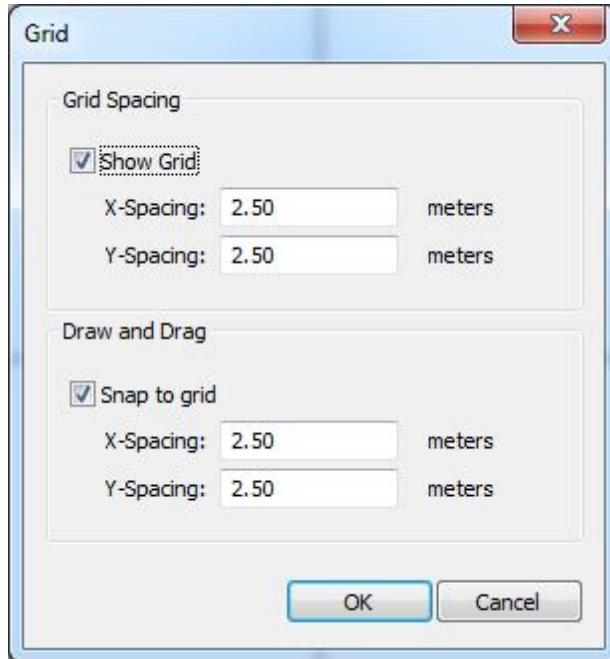 Grid
Grid Spacing
Show Grid
X-Spacing: 2.50 meters
Y-Spacing: 2.50 meters
Draw and Drag
Snap to grid
X-Spacing: 2.50 meters
Y-Spacing: 2.50 meters
OK Cancel